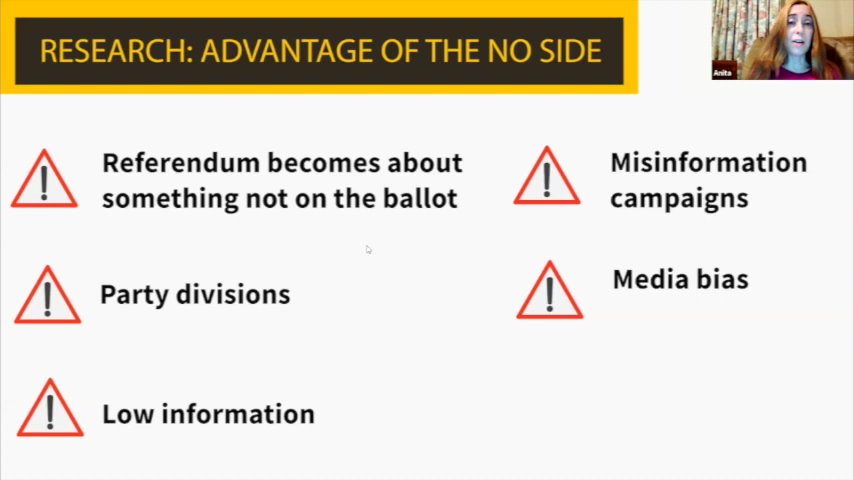 RESEARCH: ADVANTAGE OF THE NO SIDE
Anita
Referendum becomes about
something not on the ballot
Party divisions
Low information
Misinformation
campaigns
Media bias